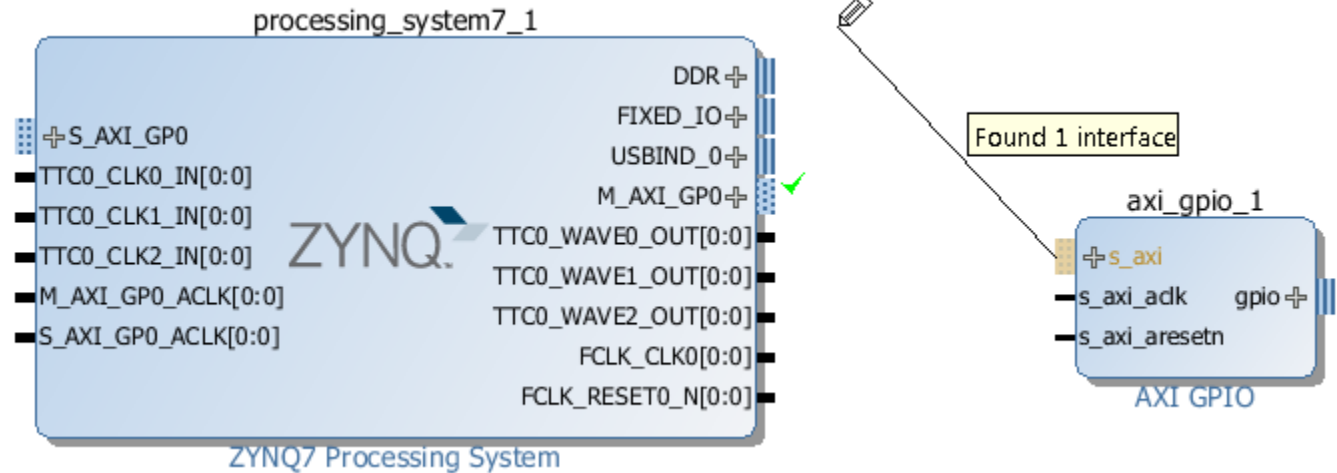 processing_system7_1
DDR
FIXED_IO
USBIND_0
M_AXI_GP0
TTC0_WAVE0_OUT[0:0]
TTC0_WAVE1_OUT[0:0]
TTC0_WAVE2_OUT[0:0]
FCLK_CLK0[0:0]
FCLK_RESET0_N[0:0]
S_AXI_GP0
TTC0_CLK0_IN[0:0]
TTC0_CLK1_IN[0:0]
TTC0_CLK2_IN[0:0]
M_AXI_GP0_ACLK[0:0]
S_AXI_GP0_ACLK[0:0]
ZYNQ
ZYNQ7 Processing System
Found 1 interface
axi_gpio_1
s_axi
s_axi_aclk
s_axi_aresetn
gpio
AXI GPIO